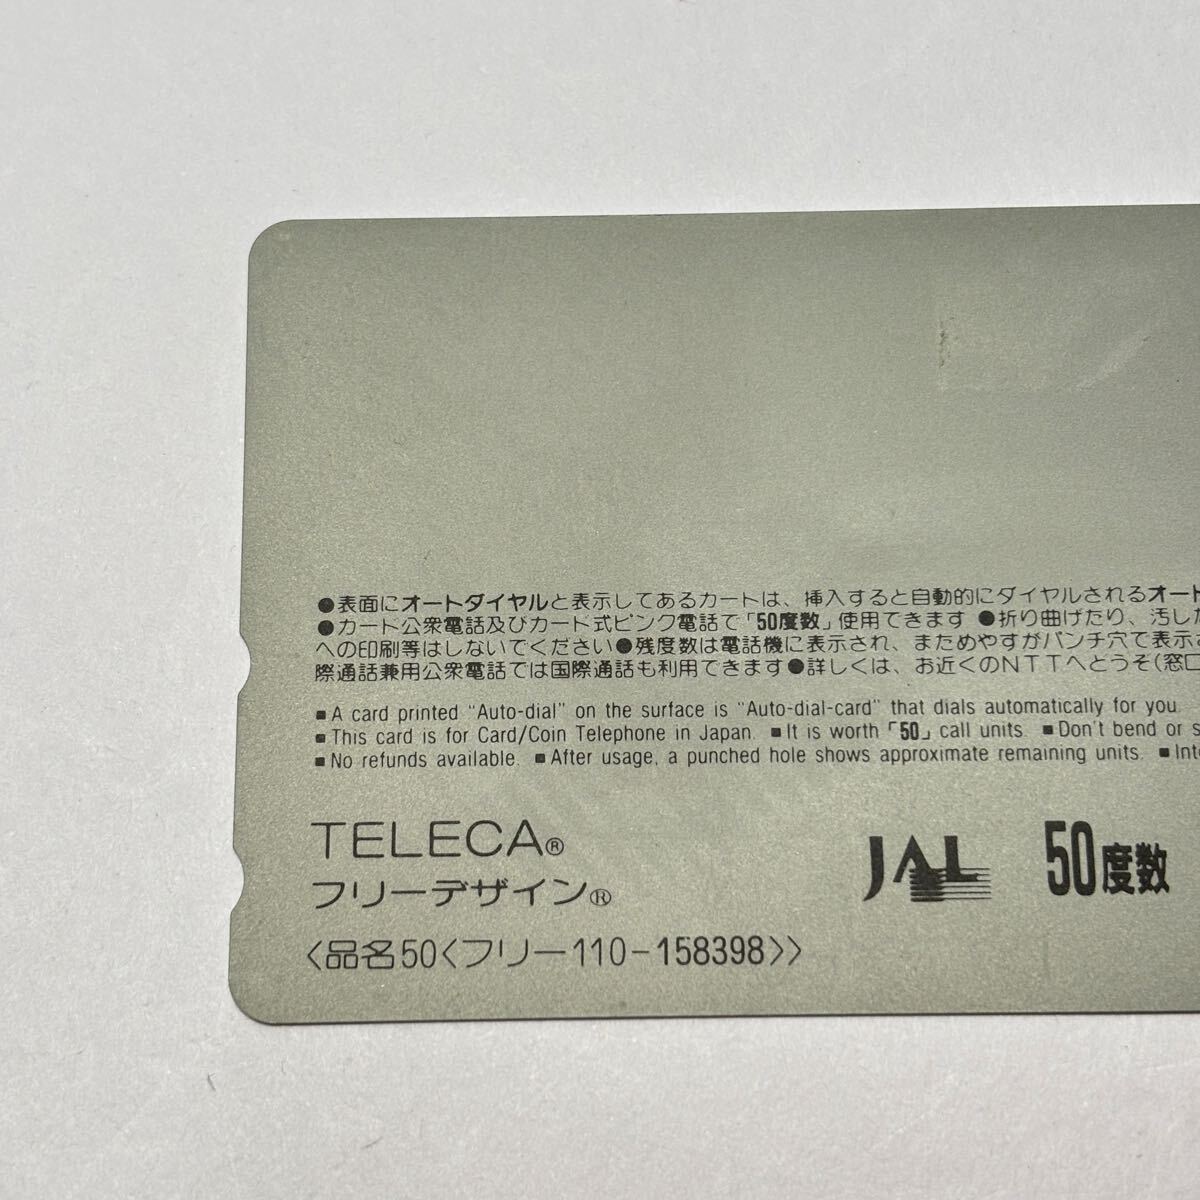 ●表面にオートダイヤルと表示してあるカードは、挿入すると自動的にダイヤルされるオート
●カード公衆電話及びカード式ピンク電話で「50度数」使用できます ●折り曲げたり、汚した
への印刷等はしないでください●残度数は電話機に表示され、まためやすがパンチ穴で表示
際通話兼用公衆電話では国際通話も利用できます●詳しくは、お近くのNTTへどうぞ(窓口
■A card printed "Auto-dial" on the surface is "Auto-dial-card" that dials automatically for you.
■This card is for Card/Coin Telephone in Japan. ■It is worth「50」call units. ■Don't bend or s
■No refunds available. ■After usage, a punched hole shows approximate remaining units. ■Int
TELECA®
フリーデザイン®
JAL 50度数
〈品名50〈フリー110-158398〉〉